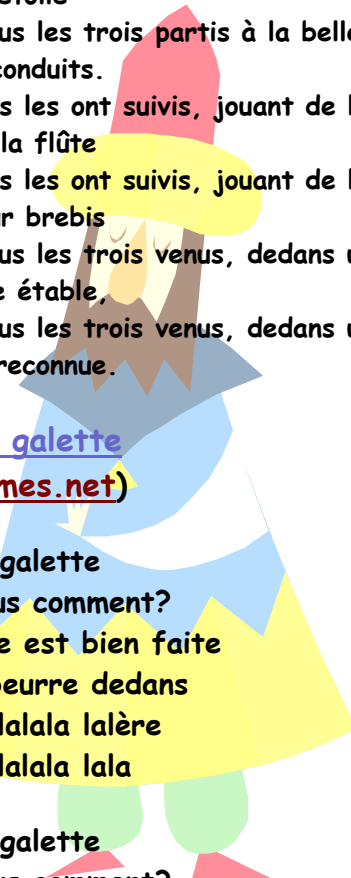 us les trois partis à la bell
conduits.
s les ont suivis, jouant de
la flûte
s les ont suivis, jouant de
r brebis
us les trois venus, dedans
e étable,
us les trois venus, dedans
reconnue.
galette
mes.net)
galette
us comment?
e est bien faite
beurre dedans
lalala lalère
lalala lala
galette